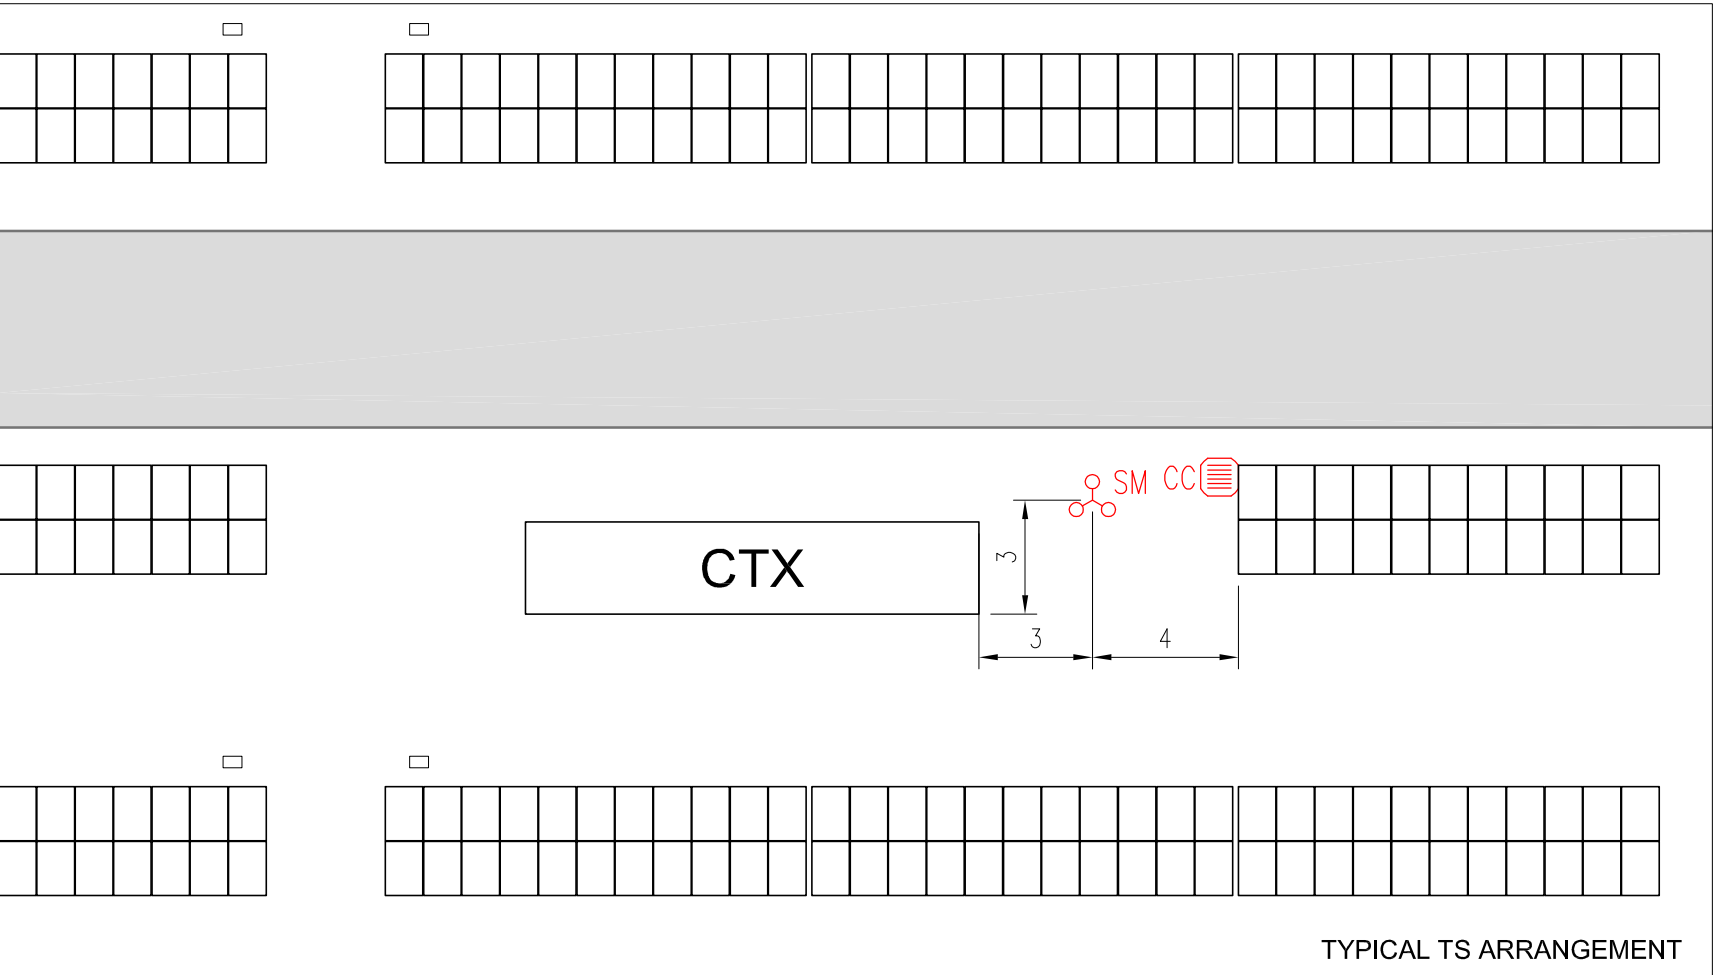 SM CC
CTX
3
3
4
TYPICAL TS ARRANGEMENT